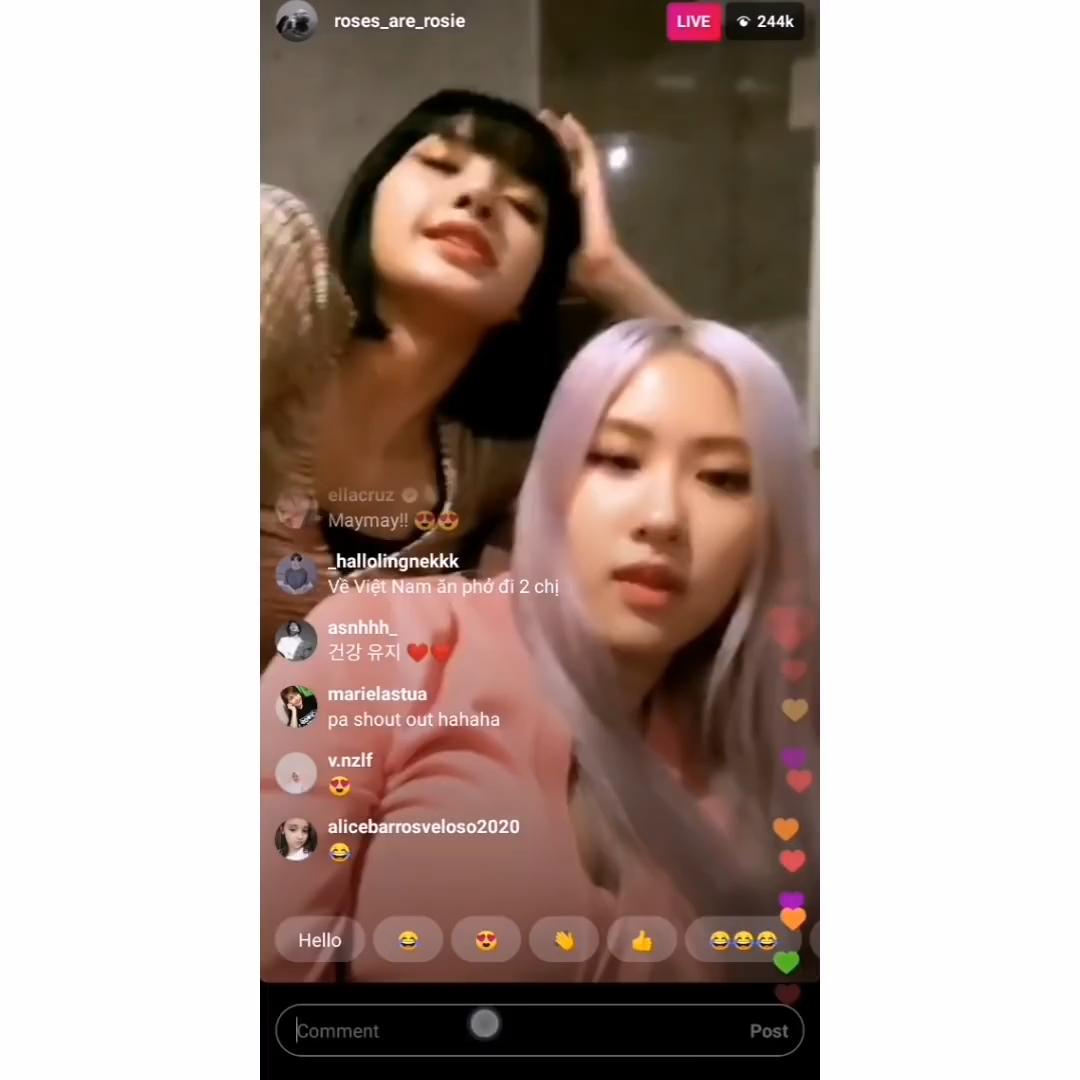 roses_are_rosie
LIVE
244k
ellacruz
Maymay!! 😍😍
_hallolingnekkk
Về Việt Nam ăn phở đi 2 chị
asnhhh_
건강 유지 ❤️❤️
marielastua
pa shout out hahaha
v.nzlf
😍
alicebarrosveloso2020
😂
Hello 😂 😍 👏 👍 😂😂😂
Comment
Post